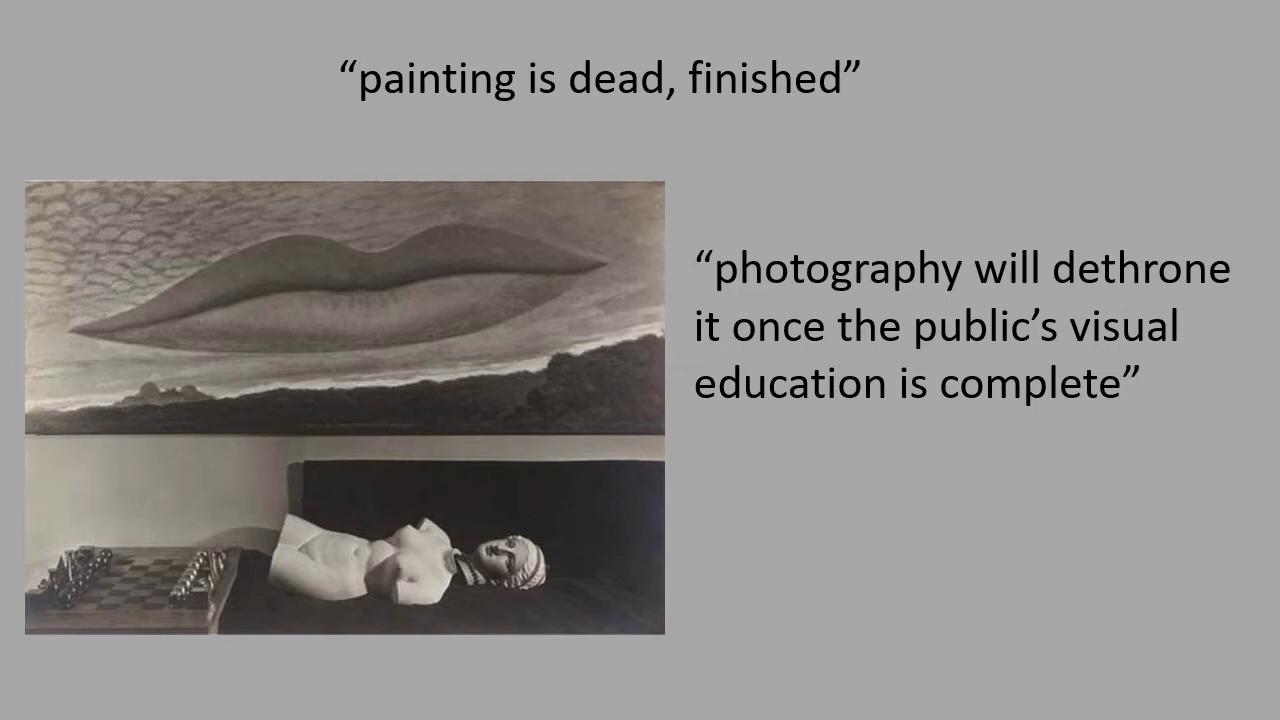 “painting is dead, finished”
“photography will dethrone
it once the public’s visual
education is complete”